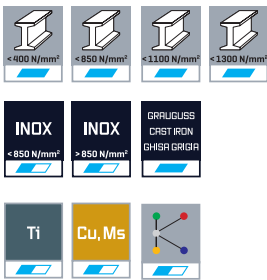 <400 N/mm²
<850 N/mm²
<1100 N/mm²
<1300 N/mm²
INOX
<850 N/mm²
INOX
>850 N/mm²
GRAUGUSS
CAST IRON
GHISA GRIGIA
Ti
Cu,Ms